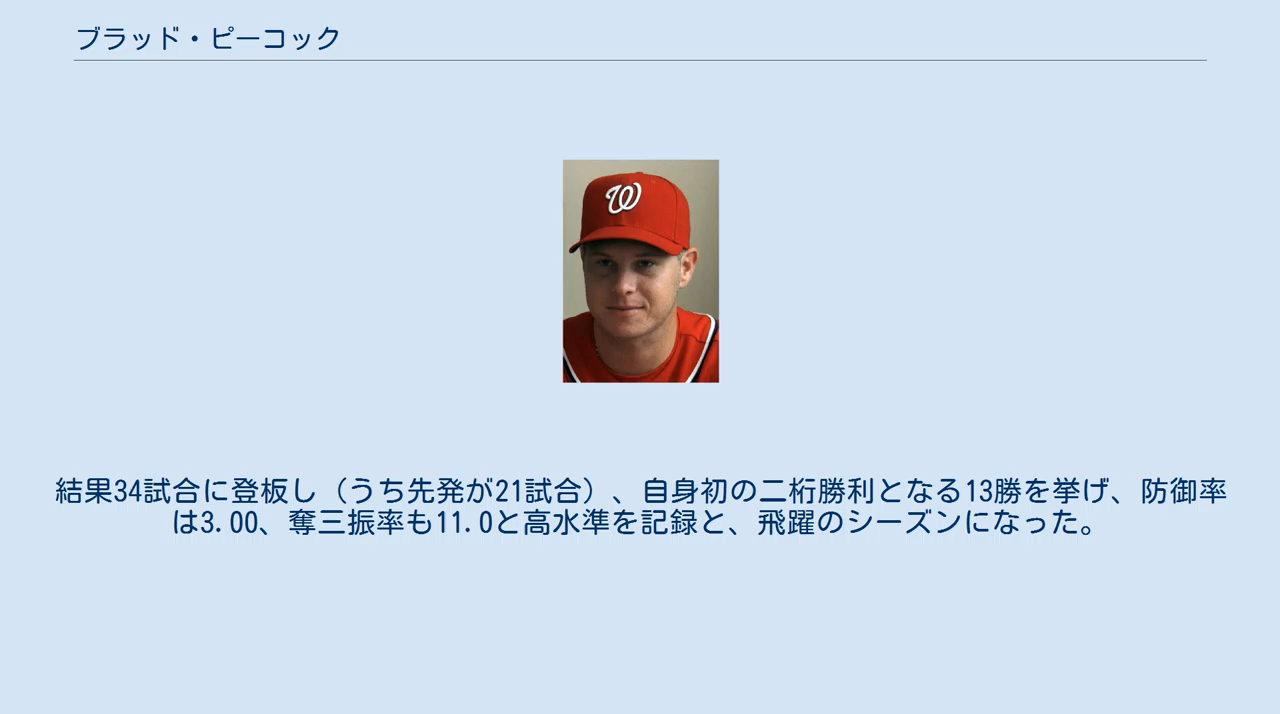 ブラッド・ピーコック
W
結果34試合に登板し（うち先発が21試合）、自身初の二桁勝利となる13勝を挙げ、防御率
は3.00、奪三振率も11.0と高水準を記録と、飛躍のシーズンになった。